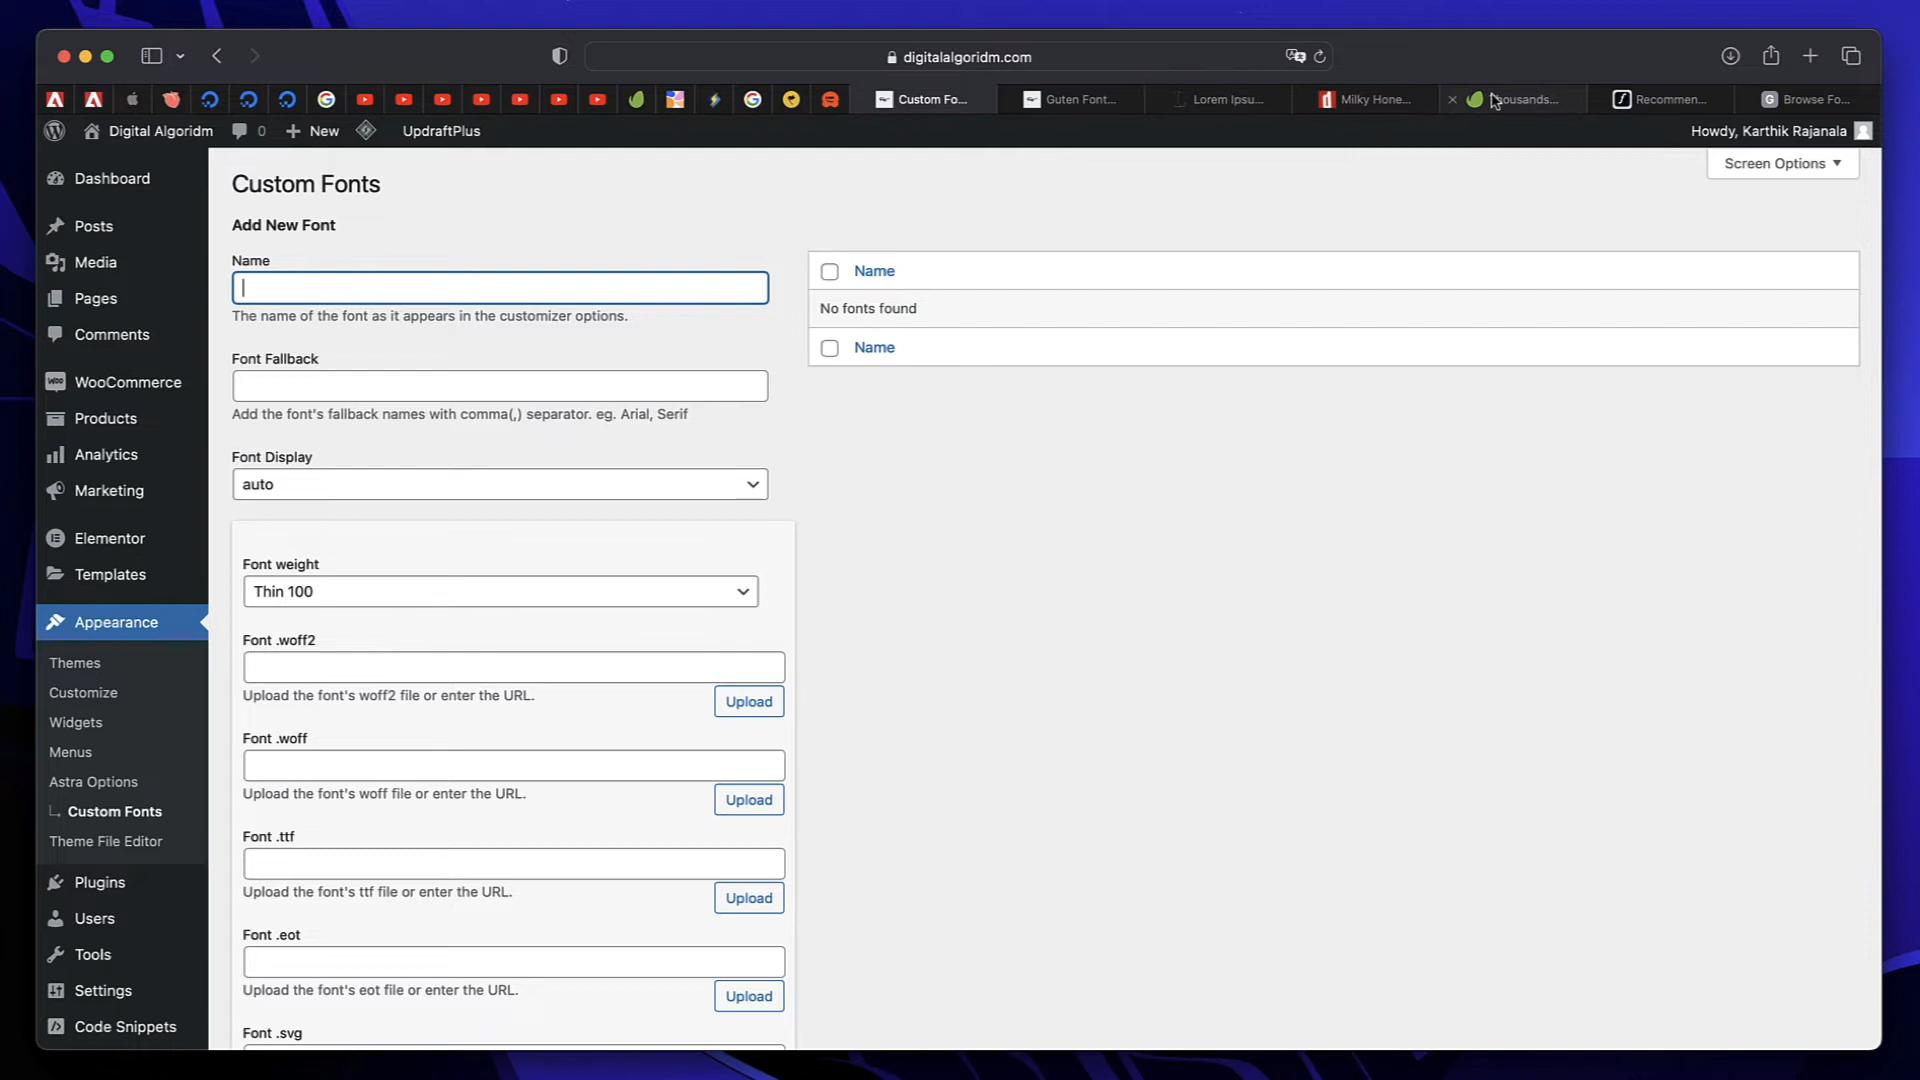 digitalalgoridm.com
Custom Fo...
Guten Font...
Lorem Ipsu...
Milky Hone...
housands...
Recommen...
Browse Fo...
Digital Algoridm
0
New
UpdraftPlus
Howdy, Karthik Rajanala
Screen Options
Dashboard
Posts
Media
Pages
Comments
WooCommerce
Products
Analytics
Marketing
Elementor
Templates
Appearance
Themes
Customize
Widgets
Menus
Astra Options
Custom Fonts
Theme File Editor
Plugins
Users
Tools
Settings
Code Snippets
Custom Fonts
Add New Font
Name
The name of the font as it appears in the customizer options.
Font Fallback
Add the font's fallback names with comma(,) separator. eg. Arial, Serif
Font Display
auto
Font weight
Thin 100
Font .woff2
Upload the font's woff2 file or enter the URL.
Upload
Font .woff
Upload the font's woff file or enter the URL.
Upload
Font .ttf
Upload the font's ttf file or enter the URL.
Upload
Font .eot
Upload the font's eot file or enter the URL.
Upload
Font .svg
Name
No fonts found
Name